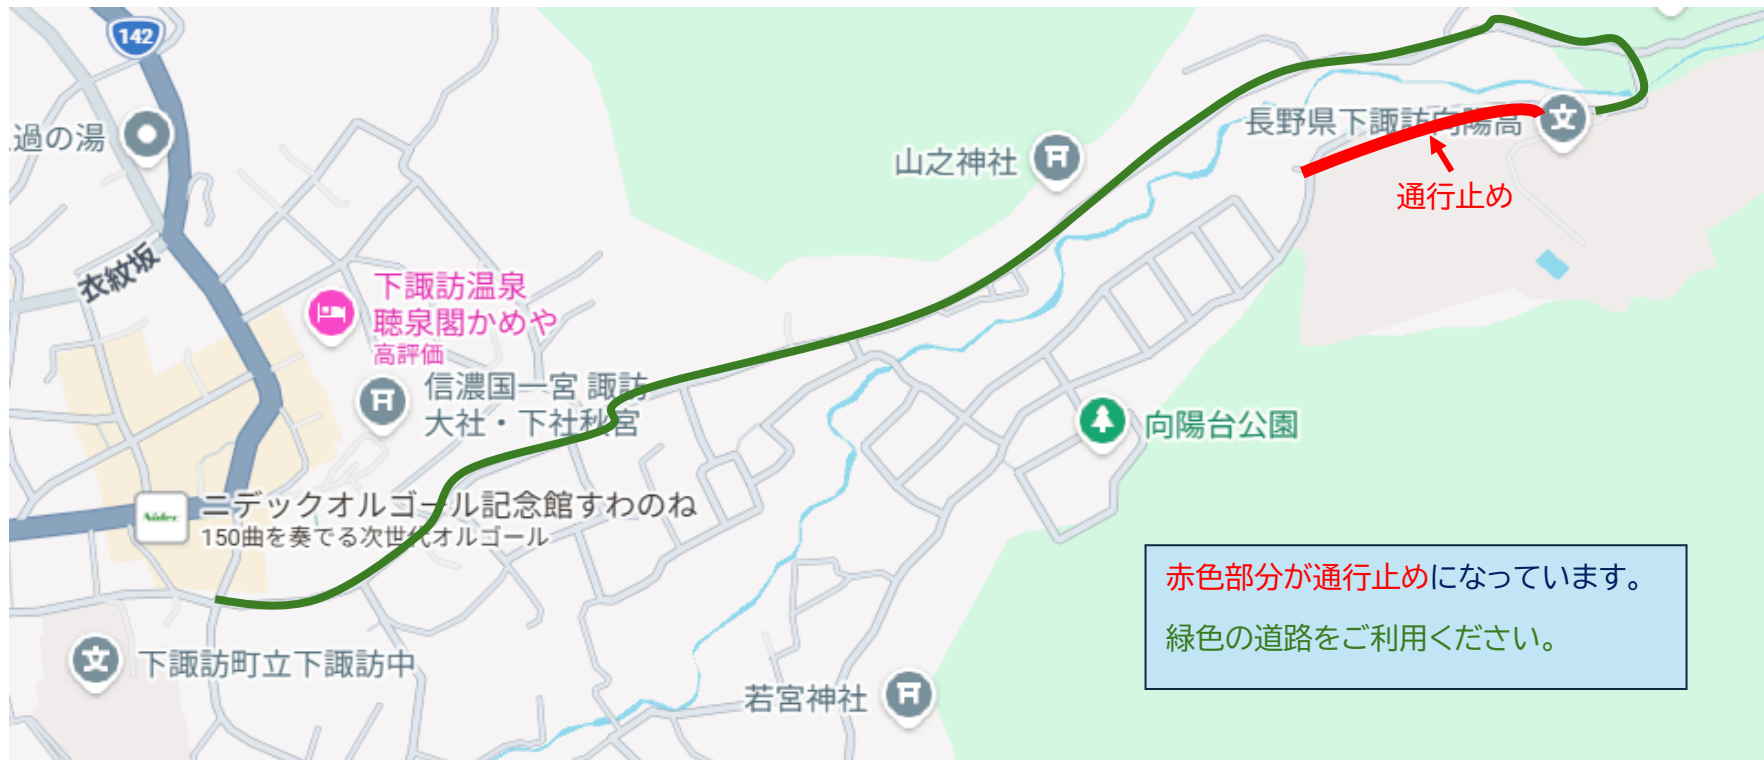 142
過の湯
衣紋坂
下諏訪温泉
聴泉閣かめや
高評価
信濃国一宮 諏訪
大社・下社秋宮
Nidec
ニデックオルゴール記念館すわのね
150曲を奏でる次世代オルゴール
下諏訪町立下諏訪中
山之神社
長野県下諏訪向陽高
文
通行止め
向陽台公園
若宮神社
文
赤色部分が通行止めになっています。
緑色の道路をご利用ください。